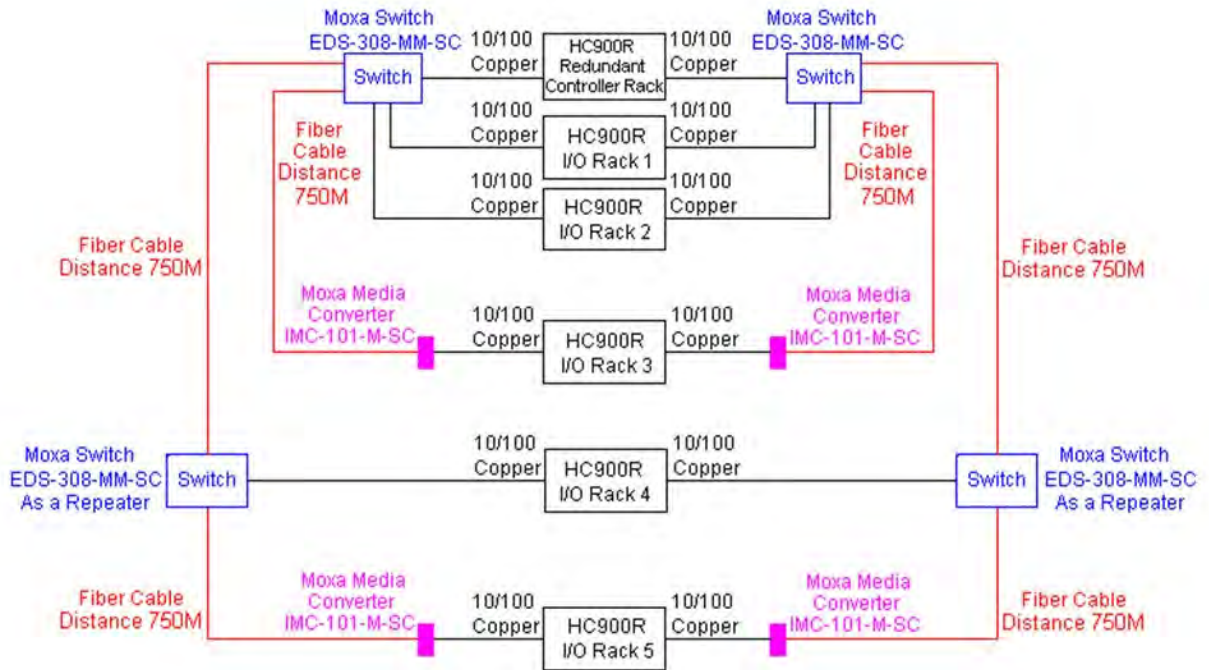 Moxa Switch
EDS-308-MM-SC
Switch
10/100
Copper
HC900R
Redundant
Controller Rack
10/100
Copper
Moxa Switch
EDS-308-MM-SC
Switch
Fiber
Cable
Distance
750M
10/100
Copper
HC900R
I/O Rack 1
10/100
Copper
Fiber
Cable
Distance
750M
10/100
Copper
HC900R
I/O Rack 2
10/100
Copper
Fiber Cable
Distance 750M
Fiber Cable
Distance 750M
Moxa Media
Converter
IMC-101-M-SC
10/100
Copper
HC900R
I/O Rack 3
10/100
Copper
Moxa Media
Converter
IMC-101-M-SC
Moxa Switch
EDS-308-MM-SC
As a Repeater
Switch
10/100
Copper
HC900R
I/O Rack 4
10/100
Copper
Switch
Moxa Switch
EDS-308-MM-SC
As a Repeater
Fiber Cable
Distance 750M
Moxa Media
Converter
IMC-101-M-SC
10/100
Copper
HC900R
I/O Rack 5
10/100
Copper
Moxa Media
Converter
IMC-101-M-SC
Fiber Cable
Distance 750M